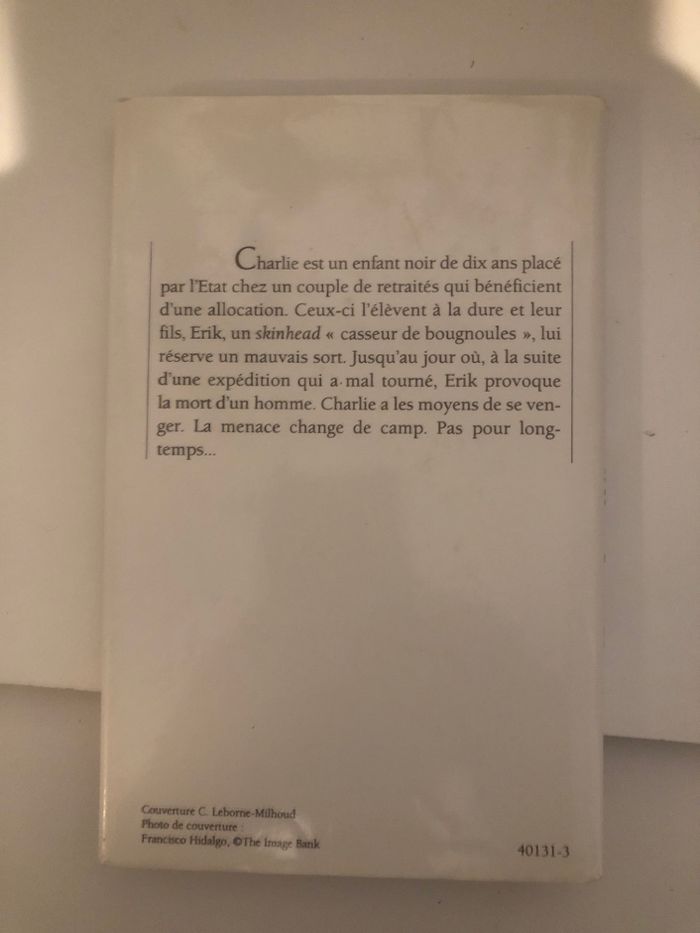 Charlie est un enfant noir de dix ans placé
par l'Etat chez un couple de retraités qui bénéficient
d'une allocation. Ceux-ci l'élèvent à la dure et leur
fils, Erik, un skinhead « casseur de bougnoules », lui
réserve un mauvais sort. Jusqu'au jour où, à la suite
d'une expédition qui a mal tourné, Erik provoque
la mort d'un homme. Charlie a les moyens de se ven-
ger. La menace change de camp. Pas pour long-
temps...
Couverture C. Leborne-Milhoud
Photo de couverture :
Francisco Hidalgo, ©The Image Bank
40131-3